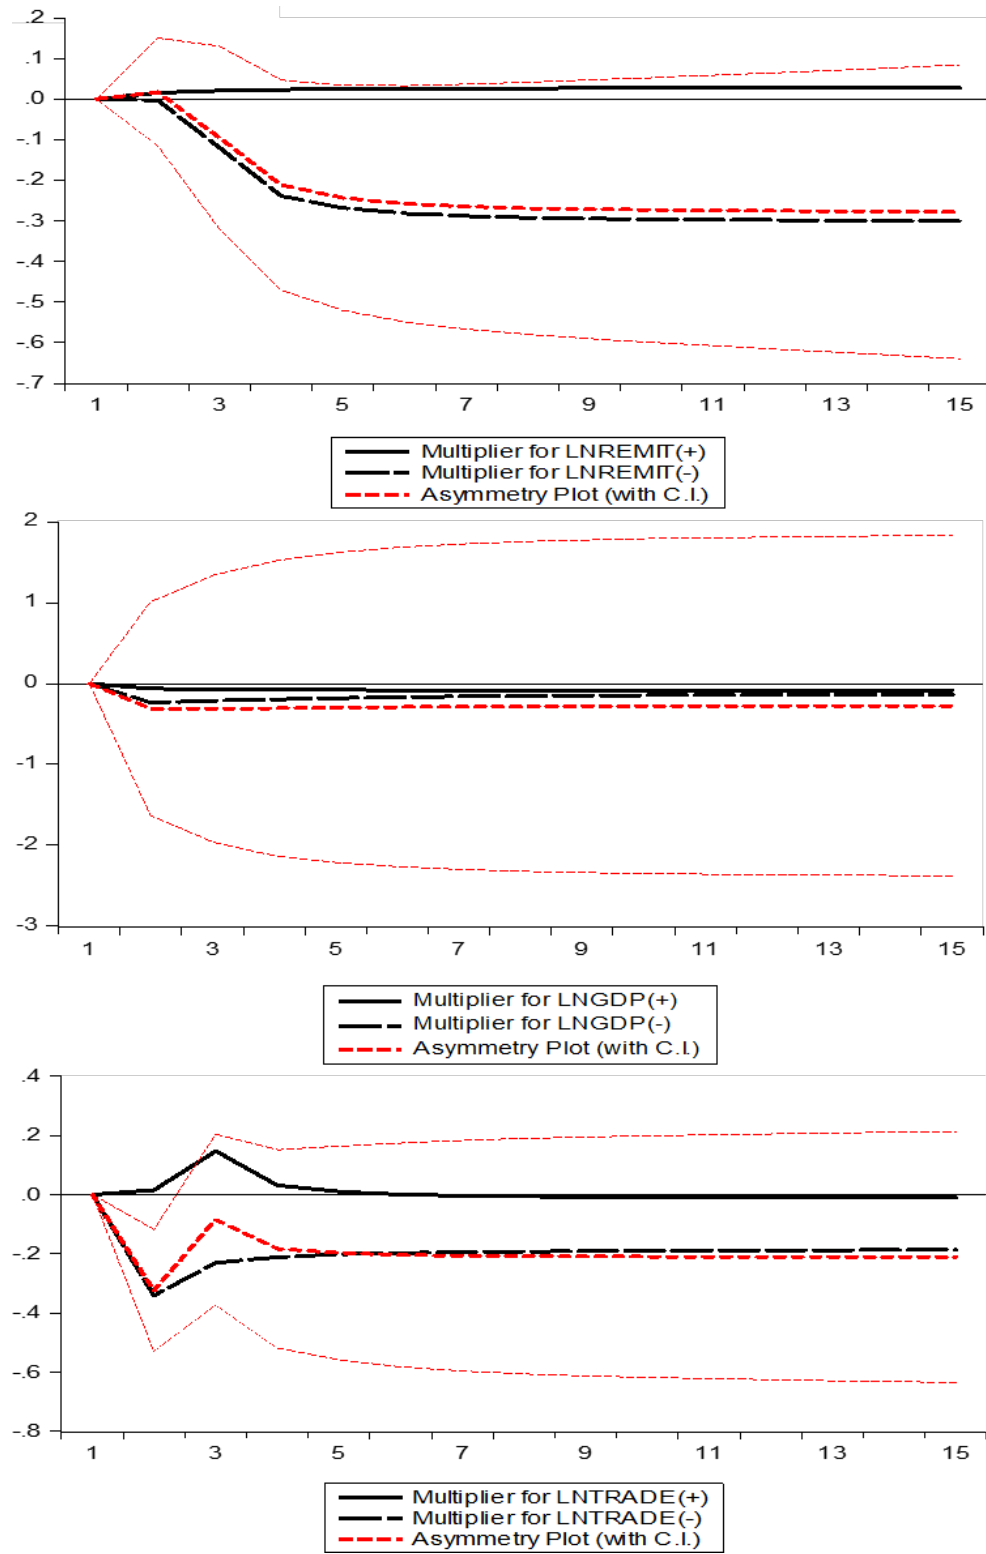 .2
.1
.0
-.1
-.2
-.3
-.4
-.5
-.6
-.7
1 3 5 7 9 11 13 15
Multiplier for LNREMIT(+)
Multiplier for LNREMIT(-)
Asymmetry Plot (with C.I.)
2
1
0
-1
-2
-3
1 3 5 7 9 11 13 15
Multiplier for LNGDP(+)
Multiplier for LNGDP(-)
Asymmetry Plot (with C.I.)
.4
.2
.0
-.2
-.4
-.6
-.8
1 3 5 7 9 11 13 15
Multiplier for LNTRADE(+)
Multiplier for LNTRADE(-)
Asymmetry Plot (with C.I.)